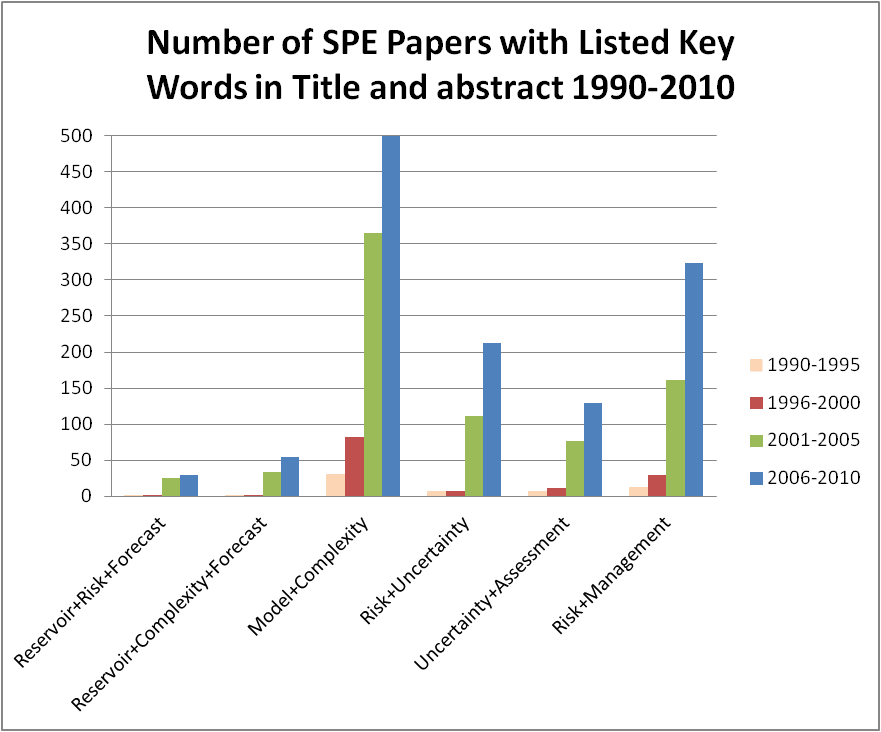 Number of SPE Papers with Listed Key
Words in Title and abstract 1990-2010
500
450
400
350
300
250
200
150
100
50
0
1990-1995
1996-2000
2001-2005
2006-2010
Reservoir+Risk+Forecast
Reservoir+Complexity+Forecast
Model+Complexity
Risk+Uncertainty
Uncertainty+Assessment
Risk+Management